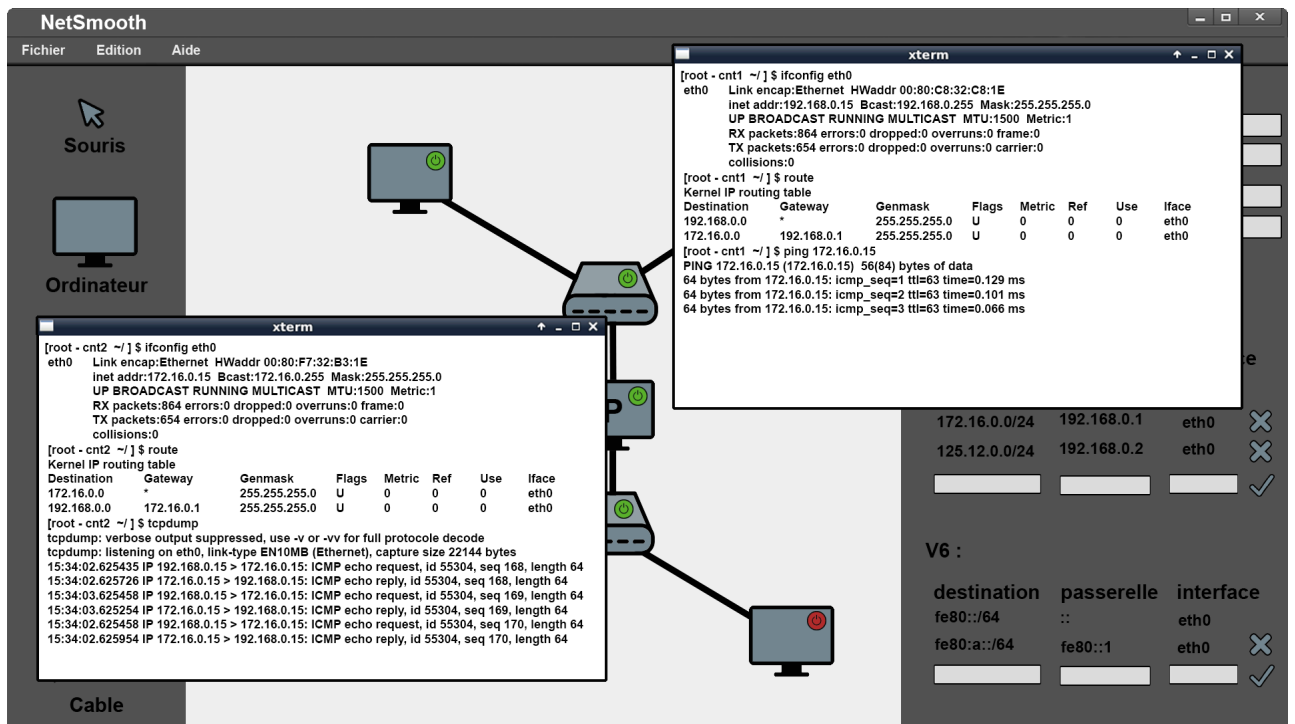 NetSmooth
Fichier Edition Aide
Souris
Ordinateur
xterm
[root - cnt1 ~/ ] $ ifconfig eth0
eth0 Link encap:Ethernet HWaddr 00:80:C8:32:C8:1E
inet addr:192.168.0.15 Bcast:192.168.0.255 Mask:255.255.255.0
UP BROADCAST RUNNING MULTICAST MTU:1500 Metric:1
RX packets:864 errors:0 dropped:0 overruns:0 frame:0
TX packets:654 errors:0 dropped:0 overruns:0 carrier:0
collisions:0
[root - cnt1 ~/ ] $ route
Kernel IP routing table
Destination Gateway Genmask Flags Metric Ref Use Iface
192.168.0.0 * 255.255.255.0 U 0 0 0 eth0
172.16.0.0 192.168.0.1 255.255.255.0 U 0 0 0 eth0
[root - cnt1 ~/ ] $ ping 172.16.0.15
PING 172.16.0.15 (172.16.0.15) 56(84) bytes of data
64 bytes from 172.16.0.15: icmp_seq=1 ttl=63 time=0.129 ms
64 bytes from 172.16.0.15: icmp_seq=2 ttl=63 time=0.101 ms
64 bytes from 172.16.0.15: icmp_seq=3 ttl=63 time=0.066 ms
xterm
[root - cnt2 ~/ ] $ ifconfig eth0
eth0 Link encap:Ethernet HWaddr 00:80:F7:32:B3:1E
inet addr:172.16.0.15 Bcast:172.16.0.255 Mask:255.255.255.0
UP BROADCAST RUNNING MULTICAST MTU:1500 Metric:1
RX packets:864 errors:0 dropped:0 overruns:0 frame:0
TX packets:654 errors:0 dropped:0 overruns:0 carrier:0
collisions:0
[root - cnt2 ~/ ] $ route
Kernel IP routing table
Destination Gateway Genmask Flags Metric Ref Use Iface
172.16.0.0 * 255.255.255.0 U 0 0 0 eth0
192.168.0.0 172.16.0.1 255.255.255.0 U 0 0 0 eth0
[root - cnt2 ~/ ] $ tcpdump
tcpdump: verbose output suppressed, use -v or -vv for full protocole decode
tcpdump: listening on eth0, link-type EN10MB (Ethernet), capture size 22144 bytes
15:34:02.625435 IP 192.168.0.15 > 172.16.0.15: ICMP echo request, id 55304, seq 168, length 64
15:34:02.625726 IP 172.16.0.15 > 192.168.0.15: ICMP echo reply, id 55304, seq 168, length 64
15:34:03.625458 IP 192.168.0.15 > 172.16.0.15: ICMP echo request, id 55304, seq 169, length 64
15:34:03.625254 IP 172.16.0.15 > 192.168.0.15: ICMP echo reply, id 55304, seq 169, length 64
15:34:02.625458 IP 192.168.0.15 > 172.16.0.15: ICMP echo request, id 55304, seq 170, length 64
15:34:02.625954 IP 172.16.0.15 > 192.168.0.15: ICMP echo reply, id 55304, seq 170, length 64
P
e
172.16.0.0/24 192.168.0.1 eth0
125.12.0.0/24 192.168.0.2 eth0
V6 :
destination passerelle interface
fe80::/64 :: eth0
fe80:a::/64 fe80::1 eth0
Cable